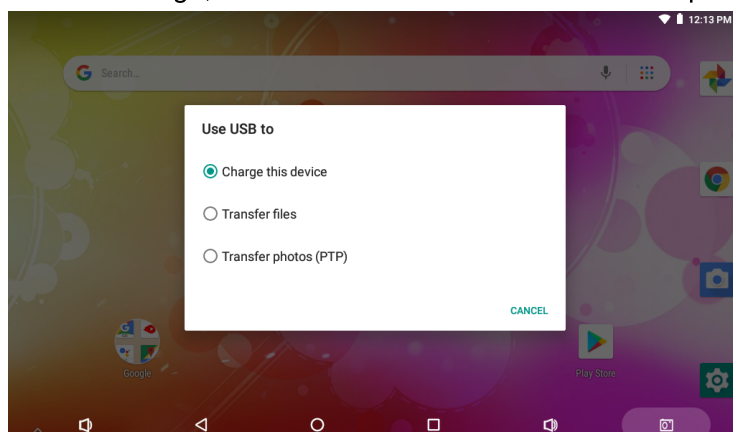 12:13 PM
Search...
Use USB to
Charge this device
Transfer files
Transfer photos (PTP)
CANCEL
Google
Play Store